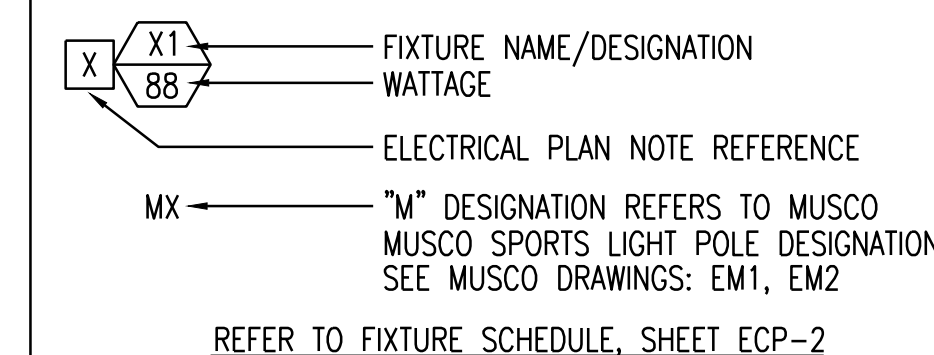 X1 FIXTURE NAME/DESIGNATION
X
88 WATTAGE
ELECTRICAL PLAN NOTE REFERENCE
MX "M" DESIGNATION REFERS TO MUSCO
MUSCO SPORTS LIGHT POLE DESIGNATION
SEE MUSCO DRAWINGS: EM1, EM2
REFER TO FIXTURE SCHEDULE, SHEET ECP-2